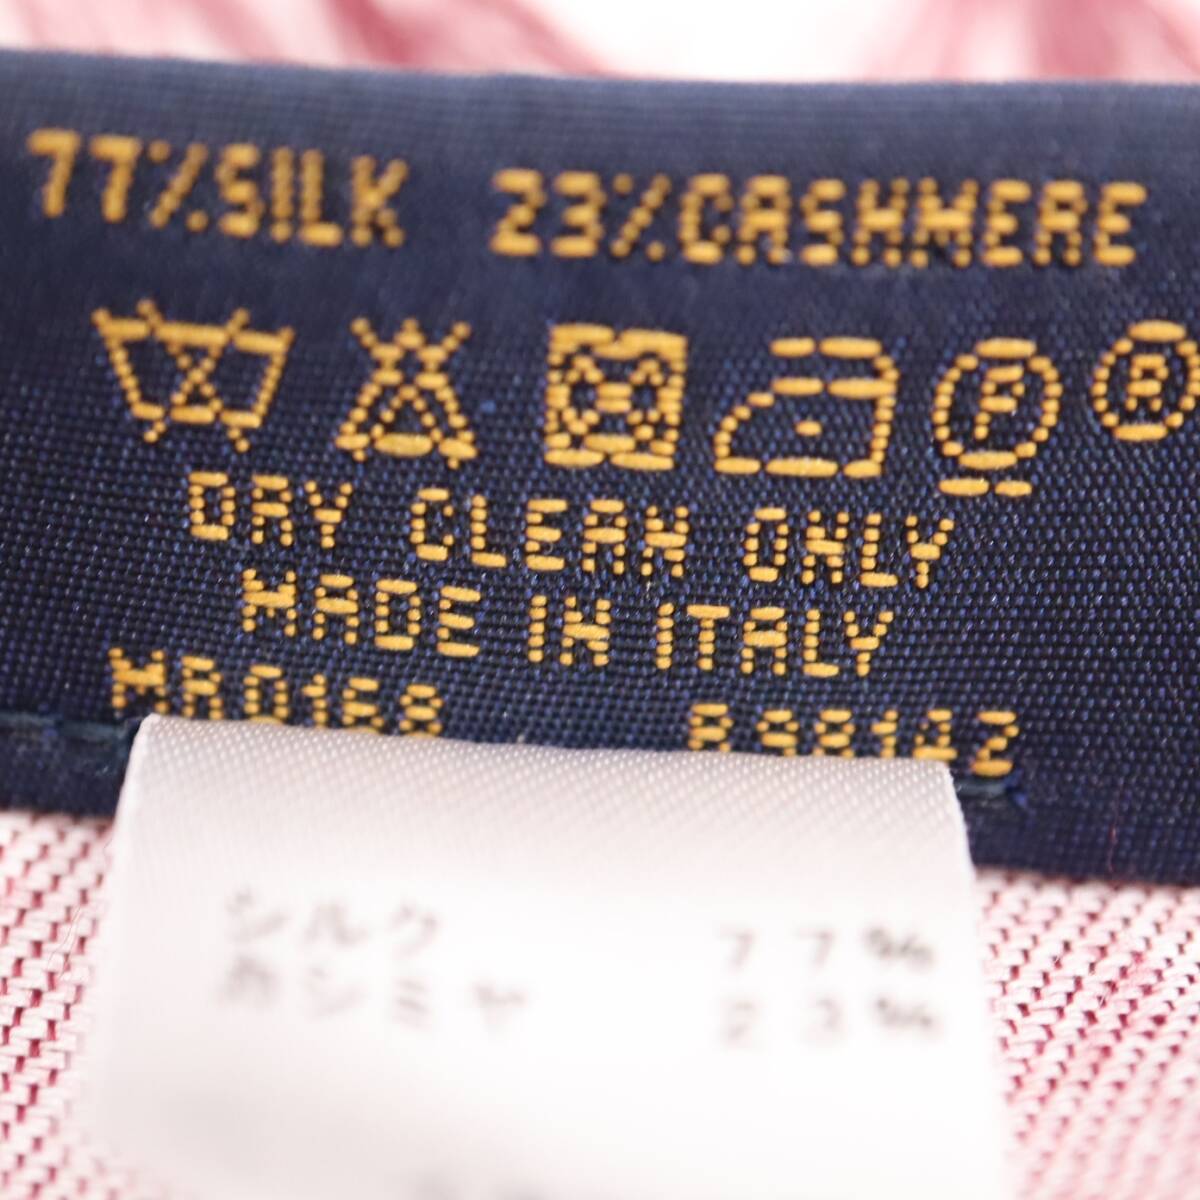 77% SILK 23% CASHMERE
P R
DRY CLEAN ONLY
MADE IN ITALY
シルク 77%
カシミヤ 23%